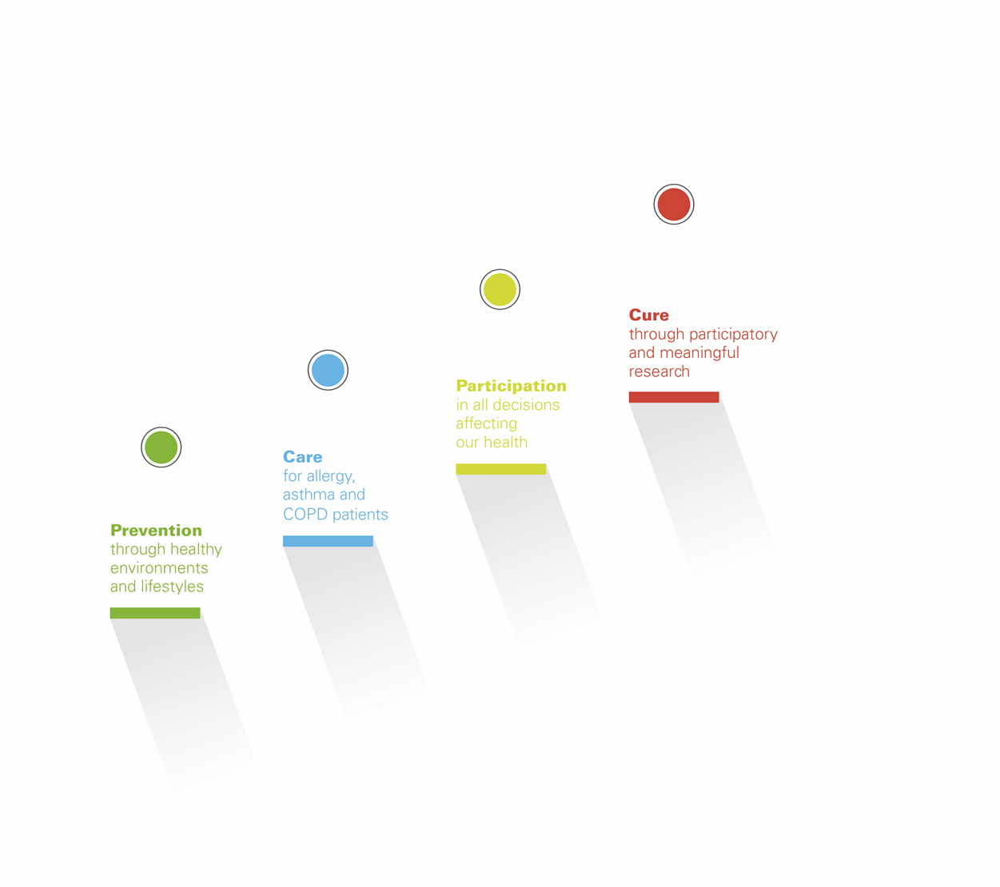 Prevention
through healthy
environments
and lifestyles
Care
for allergy,
asthma and
COPD patients
Participation
in all decisions
affecting
our health
Cure
through participatory
and meaningful
research